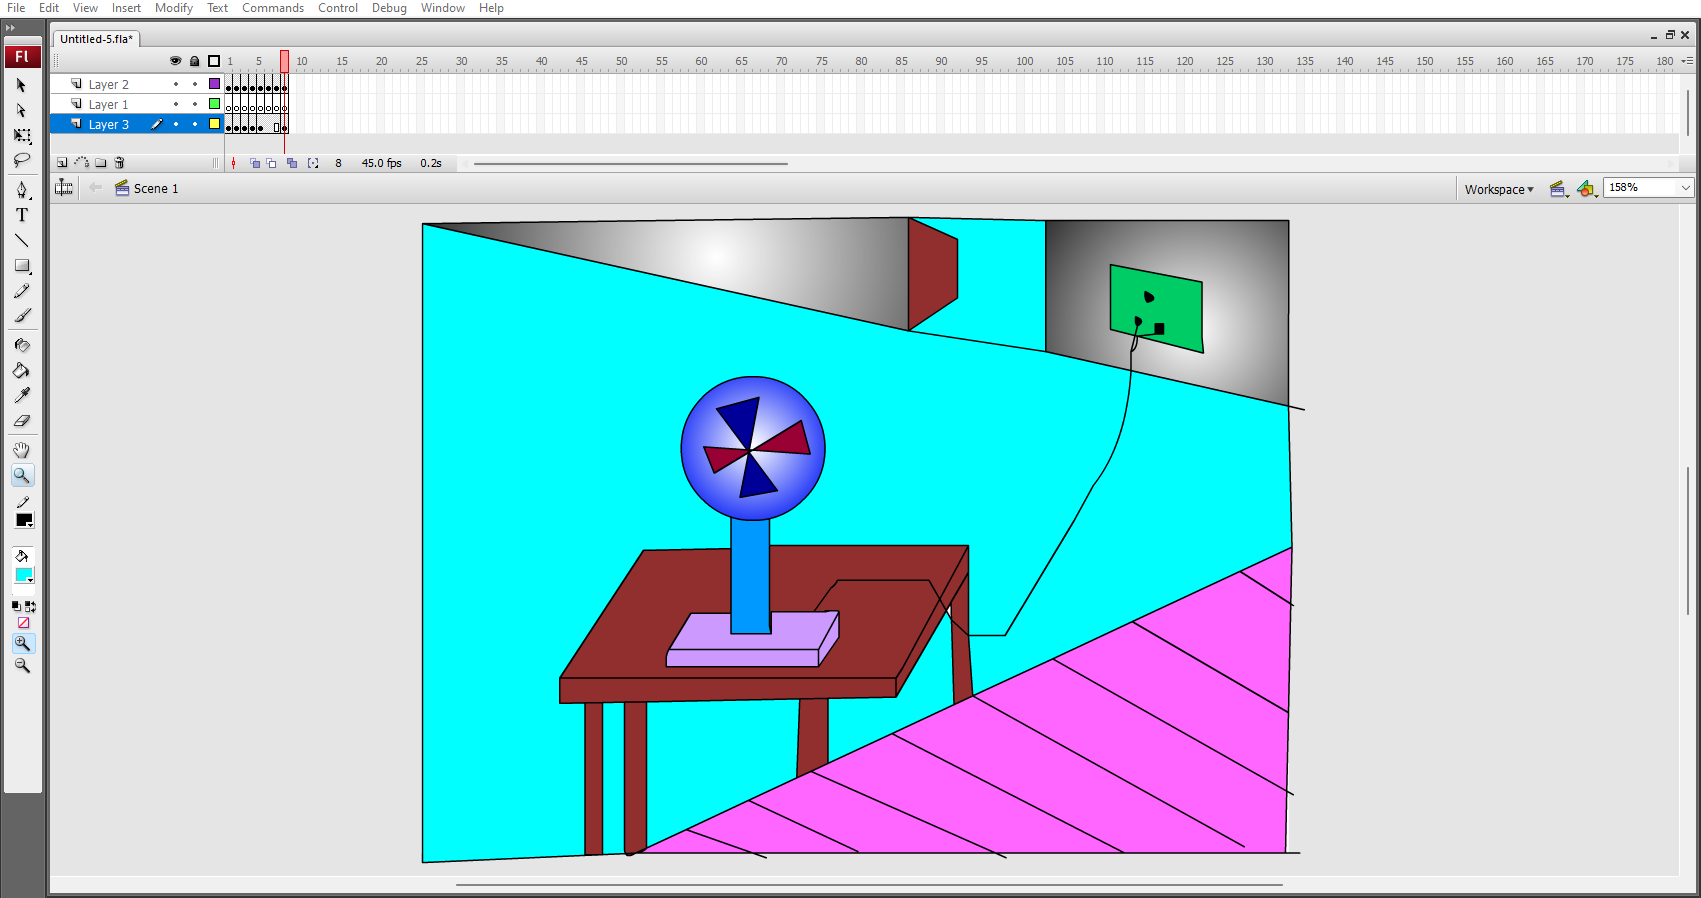 File Edit View Insert Modify Text Commands Control Debug Window Help
Untitled-5.fla*
Fl
1 5 10 15 20 25 30 35 40 45 50 55 60 65 70 75 80 85 90 95 100 105 110 115 120 125 130 135 140 145 150 155 160 165 170 175 180
Layer 2
Layer 1
Layer 3
8 45.0 fps 0.2s
Scene 1 Workspace 158%
T